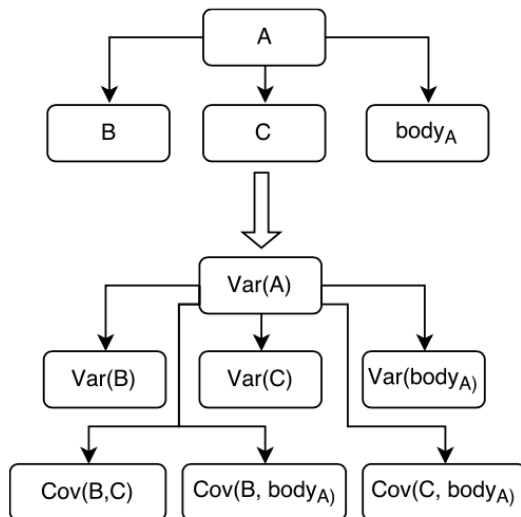 A
B
C
body_A
Var(A)
Var(B)
Var(C)
Var(body_A)
Cov(B,C)
Cov(B, body_A)
Cov(C, body_A)